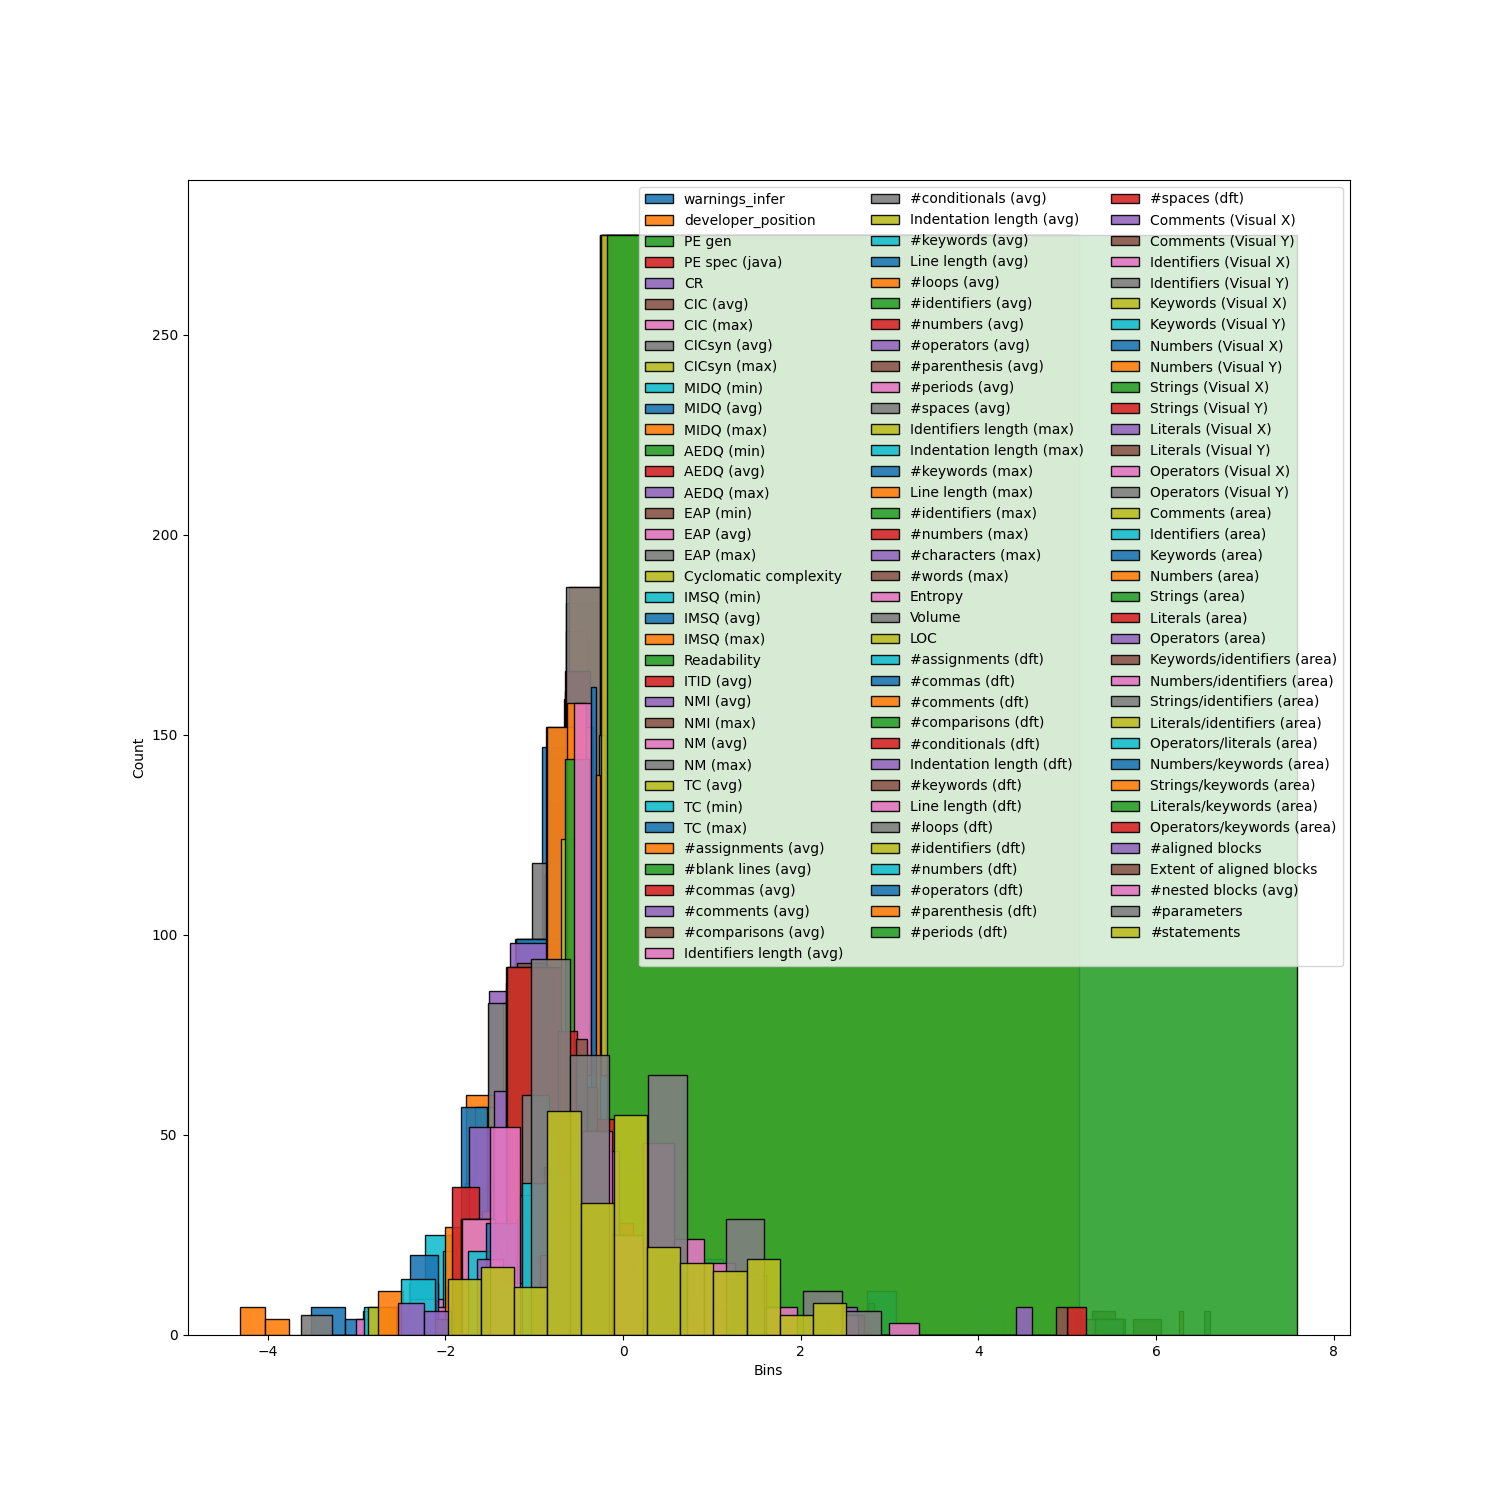 warnings_infer
developer_position
PE gen
PE spec (java)
CR
CIC (avg)
CIC (max)
CICsyn (avg)
CICsyn (max)
MIDQ (min)
MIDQ (avg)
MIDQ (max)
AEDQ (min)
AEDQ (avg)
AEDQ (max)
EAP (min)
EAP (avg)
EAP (max)
Cyclomatic complexity
IMSQ (min)
IMSQ (avg)
IMSQ (max)
Readability
ITID (avg)
NMI (avg)
NMI (max)
NM (avg)
NM (max)
TC (avg)
TC (min)
TC (max)
#assignments (avg)
#blank lines (avg)
#commas (avg)
#comments (avg)
#comparisons (avg)
Identifiers length (avg)
#conditionals (avg)
Indentation length (avg)
#keywords (avg)
Line length (avg)
#loops (avg)
#identifiers (avg)
#numbers (avg)
#operators (avg)
#parenthesis (avg)
#periods (avg)
#spaces (avg)
Identifiers length (max)
Indentation length (max)
#keywords (max)
Line length (max)
#identifiers (max)
#numbers (max)
#characters (max)
#words (max)
Entropy
Volume
LOC
#assignments (dft)
#commas (dft)
#comments (dft)
#comparisons (dft)
#conditionals (dft)
Indentation length (dft)
#keywords (dft)
Line length (dft)
#loops (dft)
#identifiers (dft)
#numbers (dft)
#operators (dft)
#parenthesis (dft)
#periods (dft)
#spaces (dft)
Comments (Visual X)
Comments (Visual Y)
Identifiers (Visual X)
Identifiers (Visual Y)
Keywords (Visual X)
Keywords (Visual Y)
Numbers (Visual X)
Numbers (Visual Y)
Strings (Visual X)
Strings (Visual Y)
Literals (Visual X)
Literals (Visual Y)
Operators (Visual X)
Operators (Visual Y)
Comments (area)
Identifiers (area)
Keywords (area)
Numbers (area)
Strings (area)
Literals (area)
Operators (area)
Keywords/identifiers (area)
Numbers/identifiers (area)
Strings/identifiers (area)
Literals/identifiers (area)
Operators/literals (area)
Numbers/keywords (area)
Strings/keywords (area)
Literals/keywords (area)
Operators/keywords (area)
#aligned blocks
Extent of aligned blocks
#nested blocks (avg)
#parameters
#statements
250
200
150
100
50
0
Count
−4 −2 0 2 4 6 8
Bins